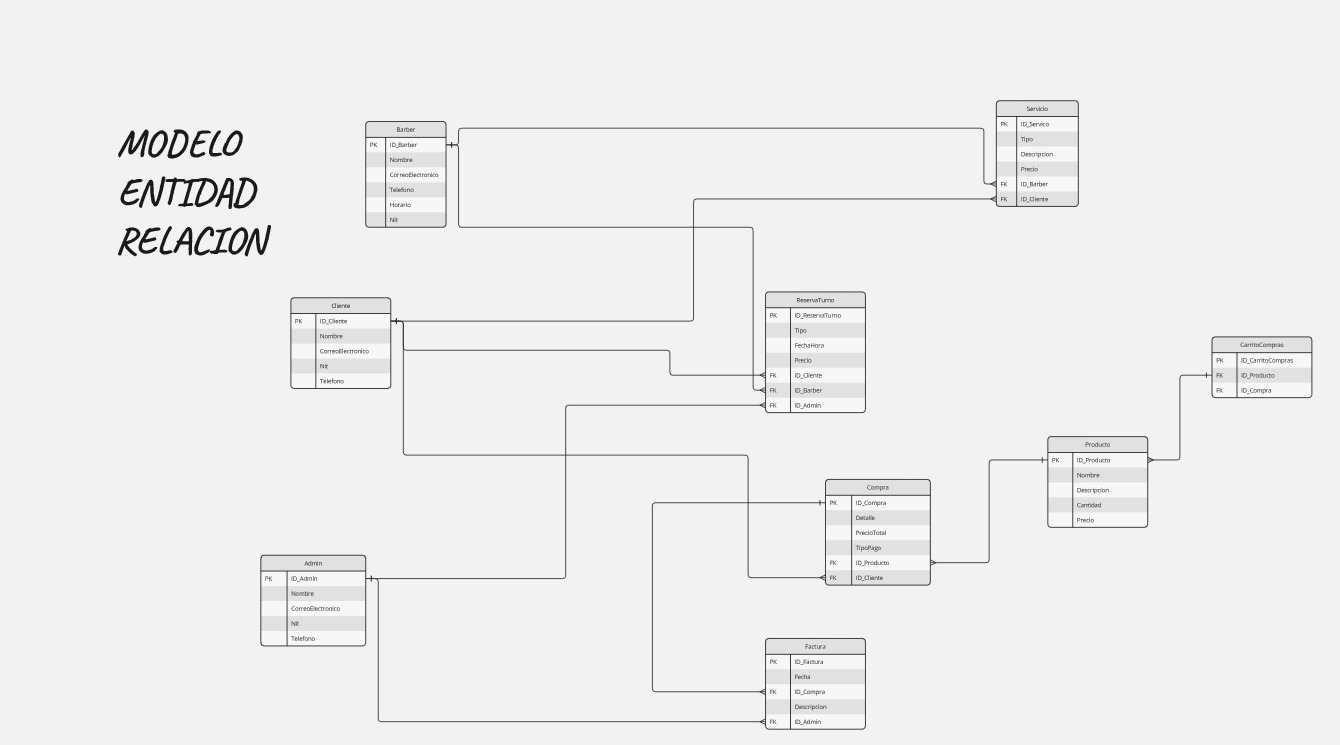 MODELO
ENTIDAD
RELACION
Barber
PK ID_Barber
Nombre
CorreoElectronico
Telefono
Horario
Nit
Servicio
PK ID_Servico
Tipo
Descripcion
Precio
FK ID_Barber
FK ID_Cliente
Cliente
PK ID_Cliente
Nombre
CorreoElectronico
Nit
Telefono
ReservaTurno
PK ID_ReservaTurno
Tipo
FechaHora
Precio
FK ID_Cliente
FK ID_Barber
FK ID_Admin
CarritoCompras
PK ID_CarritoCompras
FK ID_Producto
FK ID_Compra
Producto
PK ID_Producto
Nombre
Descripcion
Cantidad
Precio
Compra
PK ID_Compra
Detalle
PrecioTotal
TipoPago
FK ID_Producto
FK ID_Cliente
Admin
PK ID_Admin
Nombre
CorreoElectronico
Nit
Telefono
Factura
PK ID_Factura
Fecha
FK ID_Compra
Descripcion
FK ID_Admin